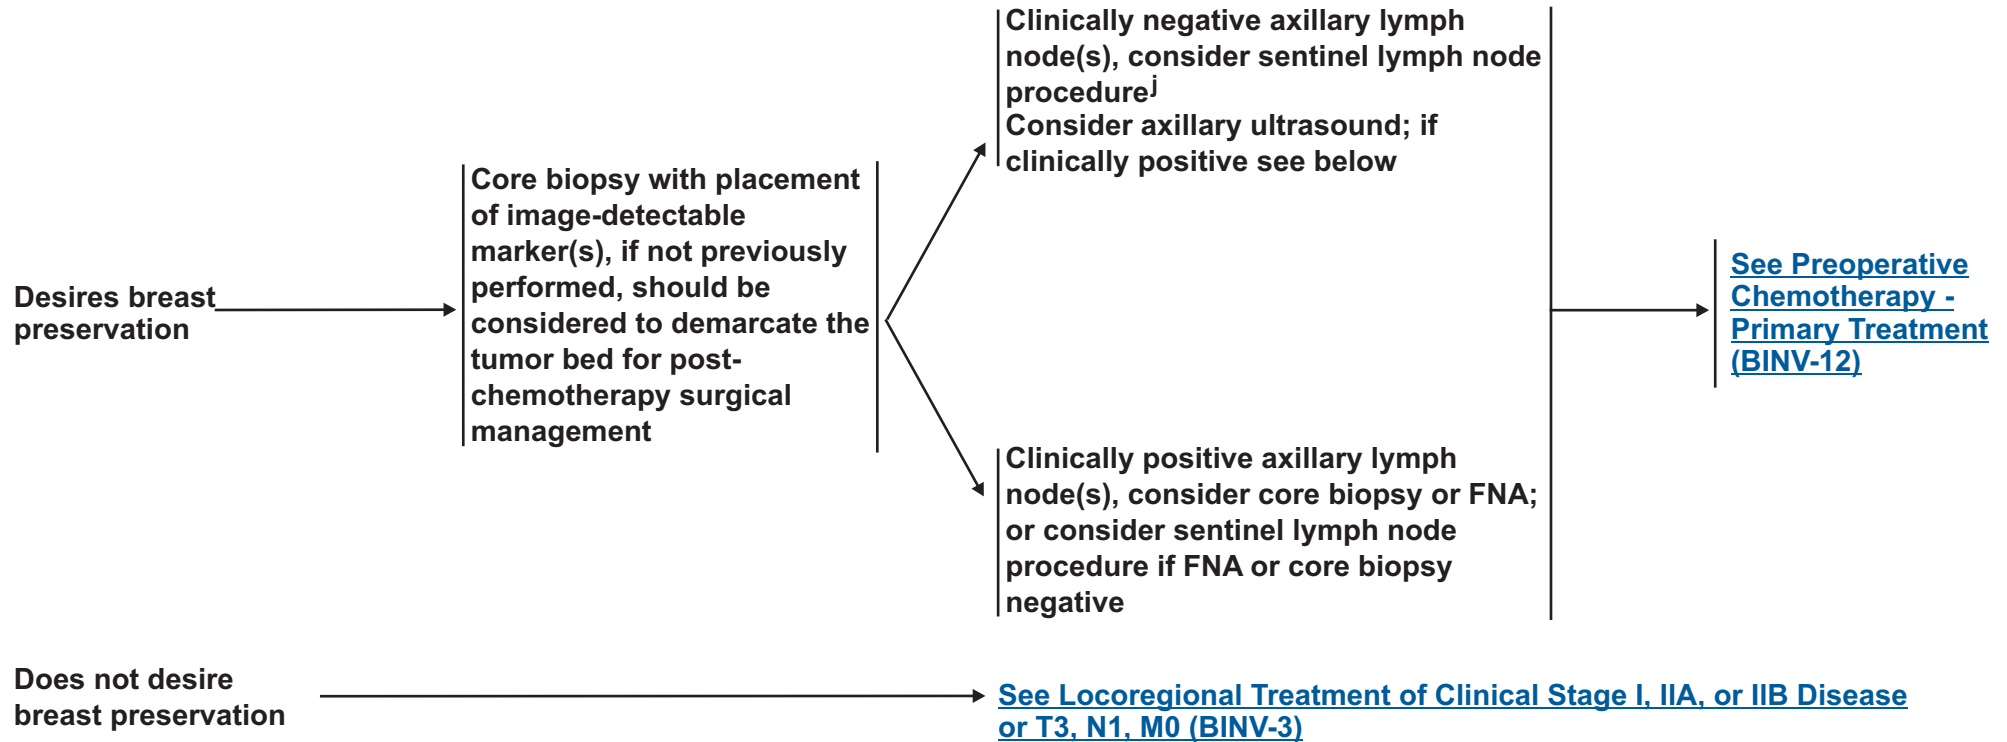 Desires breast
preservation
Core biopsy with placement
of image-detectable
marker(s), if not previously
performed, should be
considered to demarcate the
tumor bed for post-
chemotherapy surgical
management
Clinically negative axillary lymph
node(s), consider sentinel lymph node
procedurej
Consider axillary ultrasound; if
clinically positive see below
Clinically positive axillary lymph
node(s), consider core biopsy or FNA;
or consider sentinel lymph node
procedure if FNA or core biopsy
negative
See Preoperative
Chemotherapy -
Primary Treatment
(BINV-12)
Does not desire
breast preservation
See Locoregional Treatment of Clinical Stage I, IIA, or IIB Disease
or T3, N1, M0 (BINV-3)